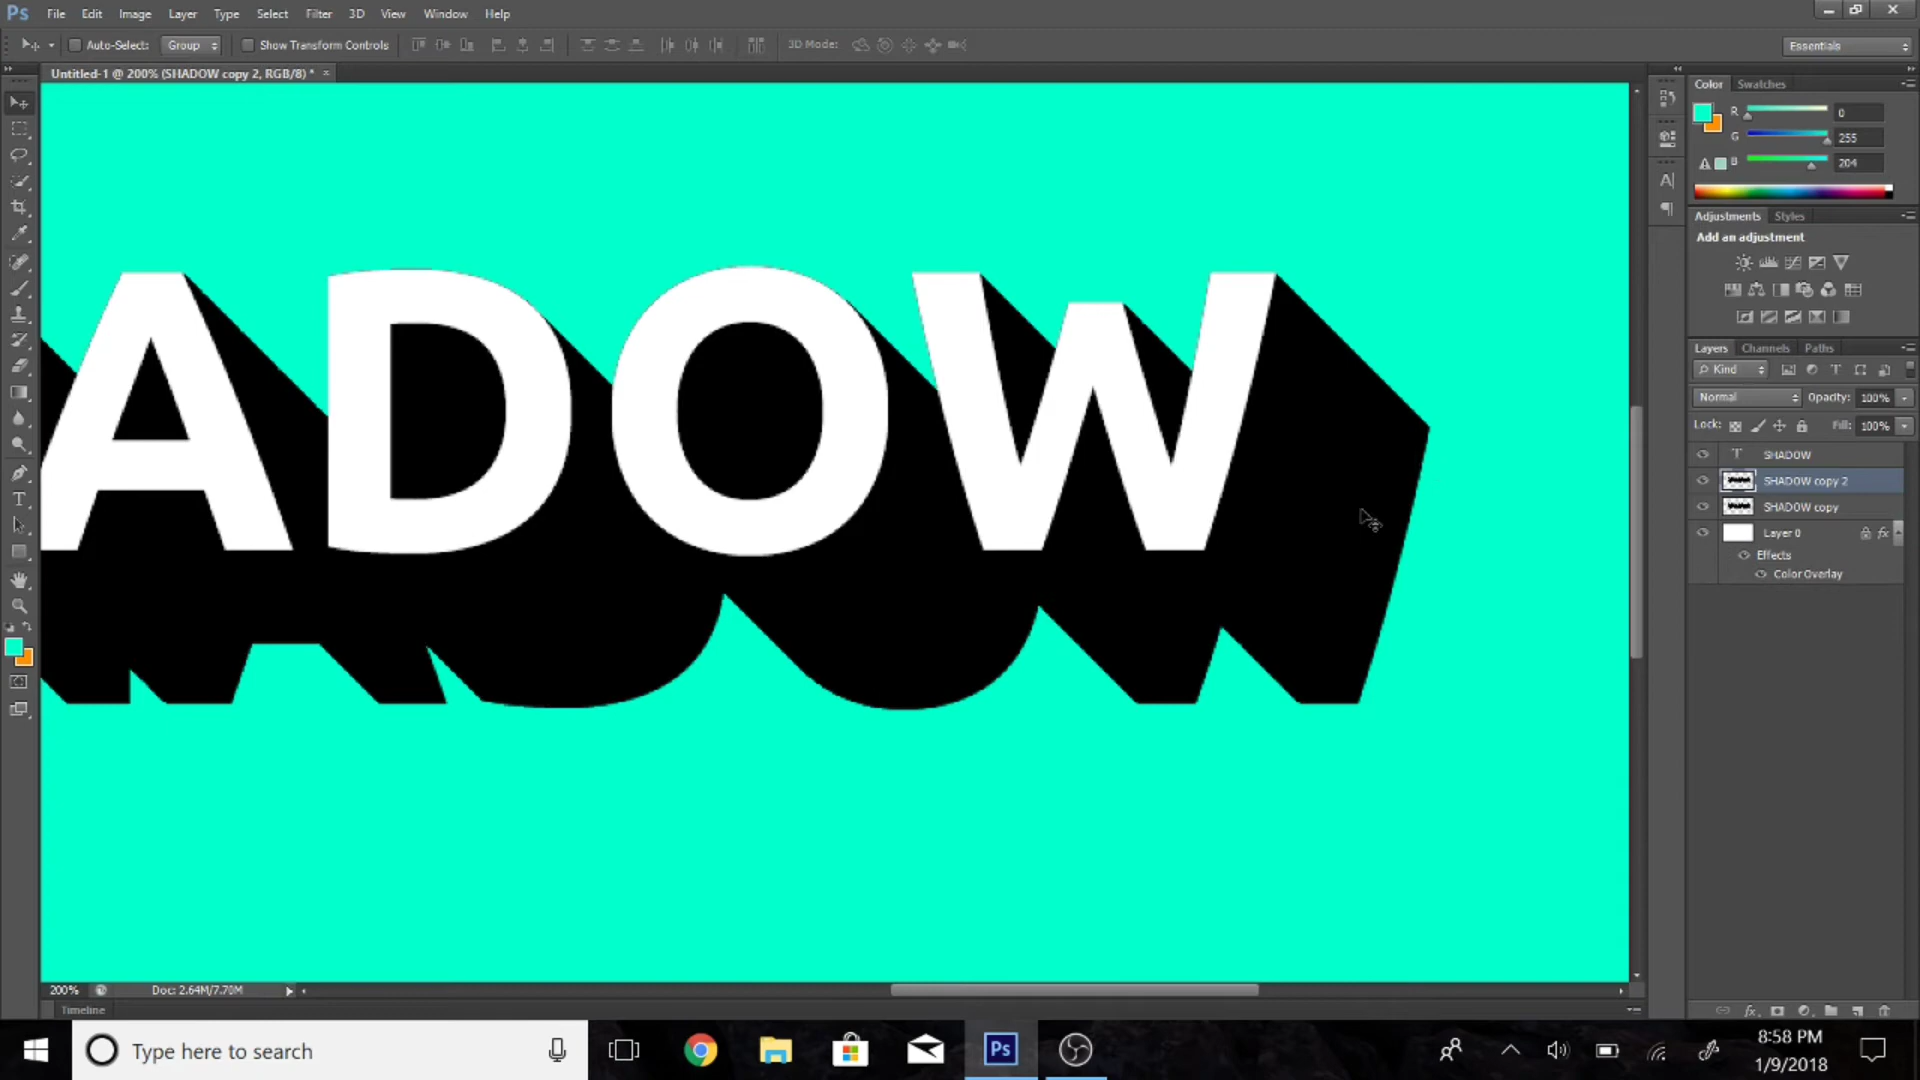 Ps File Edit Image Layer Type Select Filter 3D View Window Help
Auto-Select: Group Show Transform Controls 3D Mode: Essentials
Untitled-1 @ 200% (SHADOW copy 2, RGB/8) * ×
ADOW
Color Swatches
R 0
G 255
B 204
Adjustments Styles
Add an adjustment
Layers Channels Paths
Kind T
Normal Opacity: 100%
Lock: Fill: 100%
T SHADOW
SHADOW copy 2
SHADOW copy
Layer 0 fx
Effects
Color Overlay
200% Doc: 2.64M/7.70M
Timeline
Type here to search
Ps
8:58 PM
1/9/2018